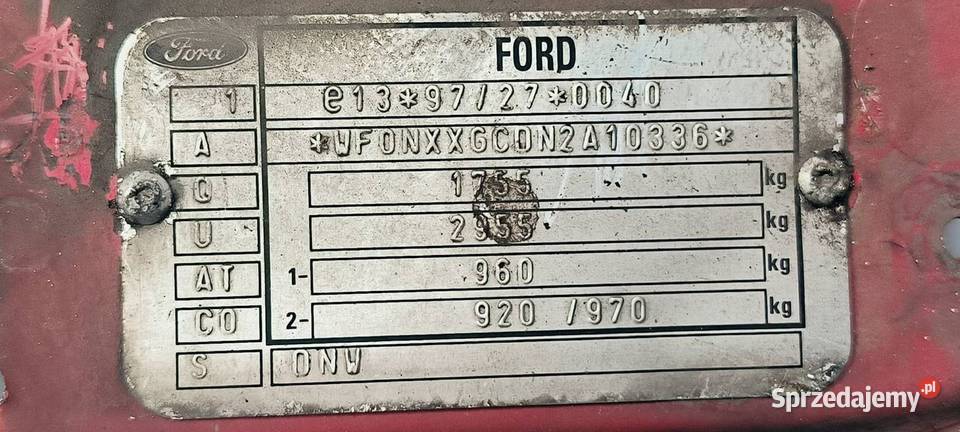 Ford
FORD
1 e13*97/27*0040
A *WF0NXXGCDN2A10336*
Q 1755 kg
U 2955 kg
AT 1- 960 kg
CO 2- 920 /970 kg
S DNW
Sprzedajemy.pl